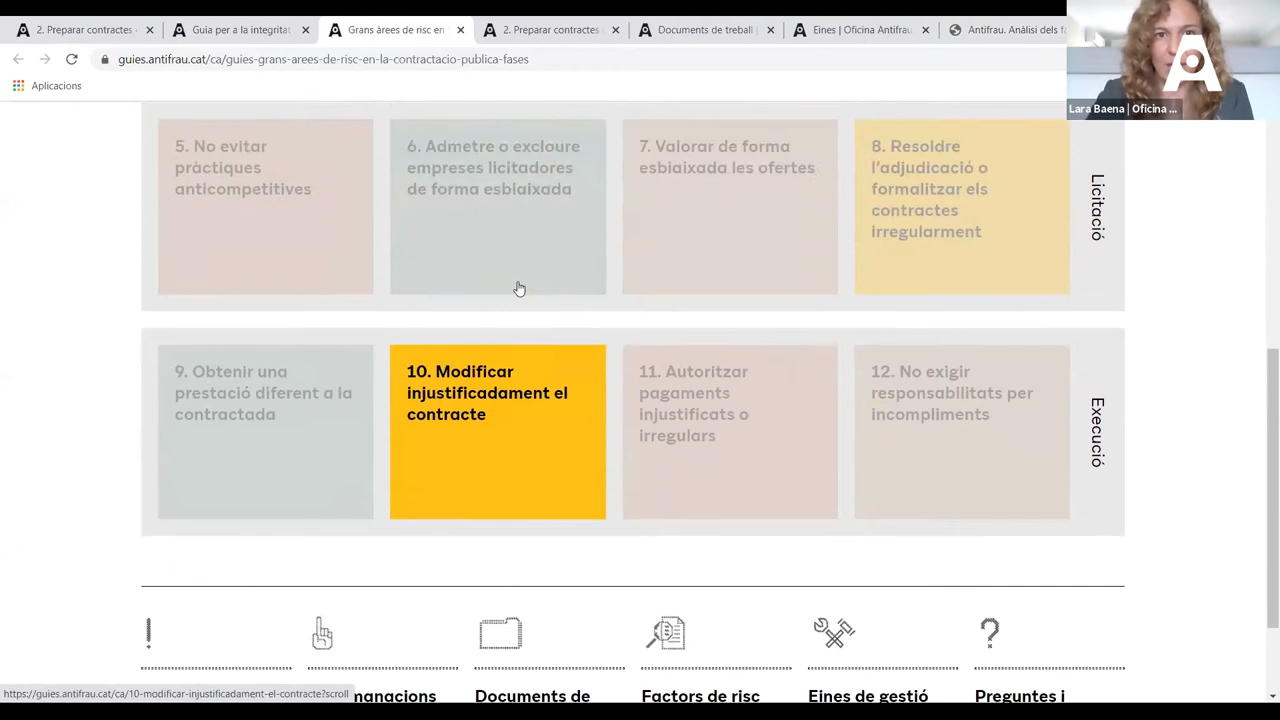 2. Preparar contractes
Guia per a la integritat
Grans àrees de risc en
2. Preparar contractes
Documents de treball
Eines | Oficina Antifrau
Antifrau. Anàlisi dels
guies.antifrau.cat/ca/guies-grans-arees-de-risc-en-la-contractacio-publica-fases
Aplicacions
Lara Baena | Oficina ...
5. No evitar
pràctiques
anticompetitives
6. Admetre o excloure
empreses licitadores
de forma esbiaixada
7. Valorar de forma
esbiaixada les ofertes
8. Resoldre
l'adjudicació o
formalitzar els
contractes
irregularment
Licitació
9. Obtenir una
prestació diferent a la
contractada
10. Modificar
injustificadament el
contracte
11. Autoritzar
pagaments
injustificats o
irregulars
12. No exigir
responsabilitats per
incompliments
Execució
https://guies.antifrau.cat/ca/10-modificar-injustificadament-el-contracte?scroll
manacions
Documents de
Factors de risc
Eines de gestió
Preguntes i